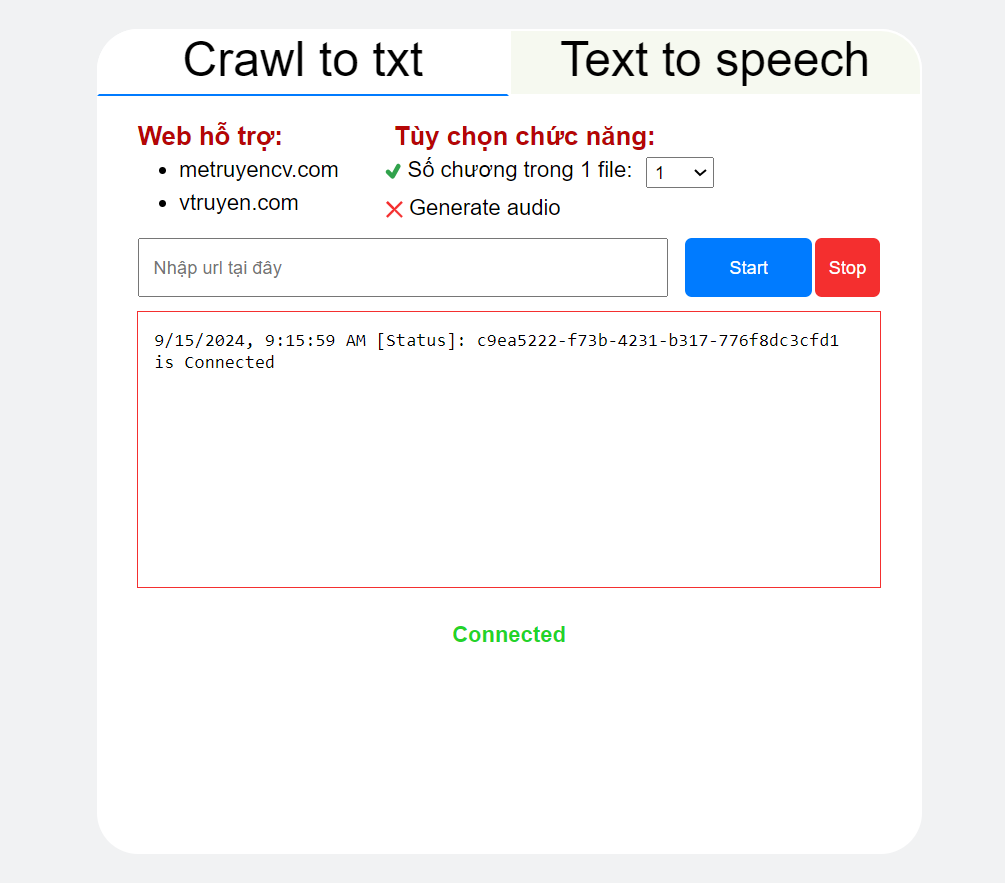 Crawl to txt
Text to speech
Web hỗ trợ:
metruyencv.com
vtruyen.com
Tùy chọn chức năng:
Số chương trong 1 file: 1
Generate audio
Nhập url tại đây
Start
Stop
9/15/2024, 9:15:59 AM [Status]: c9ea5222-f73b-4231-b317-776f8dc3cfd1
is Connected
Connected